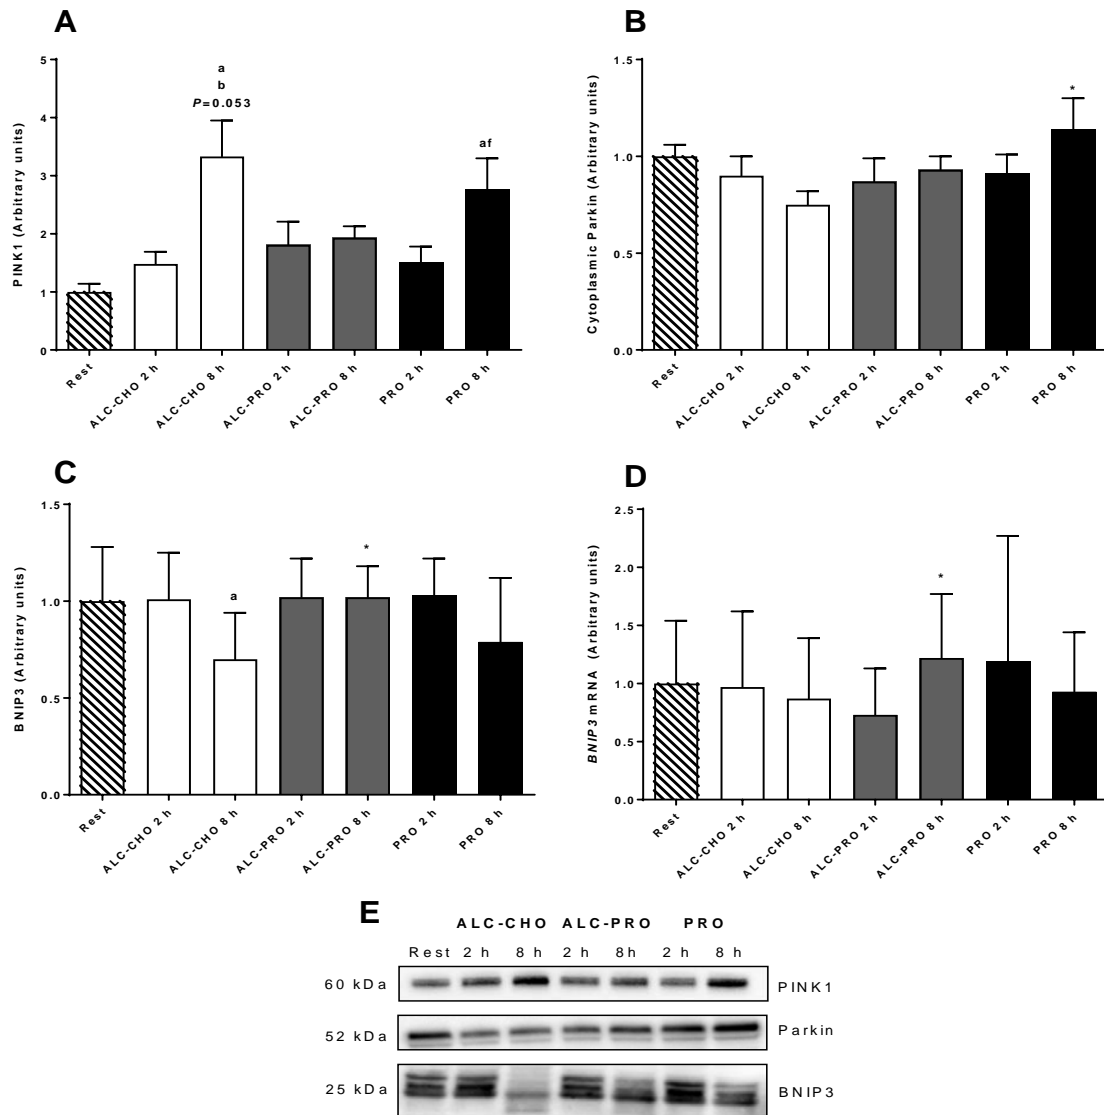 A
PINK1 (Arbitrary units)
5
4
3
2
1
0
a
b
P=0.053
af
Rest
ALC-CHO 2 h
ALC-CHO 8 h
ALC-PRO 2 h
ALC-PRO 8 h
PRO 2 h
PRO 8 h
B
Cytoplasmic Parkin (Arbitrary units)
1.5
1.0
0.5
0.0
*
Rest
ALC-CHO 2 h
ALC-CHO 8 h
ALC-PRO 2 h
ALC-PRO 8 h
PRO 2 h
PRO 8 h
C
BNIP3 (Arbitrary units)
1.5
1.0
0.5
0.0
a
*
Rest
ALC-CHO 2 h
ALC-CHO 8 h
ALC-PRO 2 h
ALC-PRO 8 h
PRO 2 h
PRO 8 h
D
BNIP3 mRNA (Arbitrary units)
2.5
2.0
1.5
1.0
0.5
0.0
*
Rest
ALC-CHO 2 h
ALC-CHO 8 h
ALC-PRO 2 h
ALC-PRO 8 h
PRO 2 h
PRO 8 h
E
ALC-CHO ALC-PRO PRO
Rest 2 h 8 h 2 h 8 h 2 h 8 h
60 kDa PINK1
52 kDa Parkin
25 kDa BNIP3